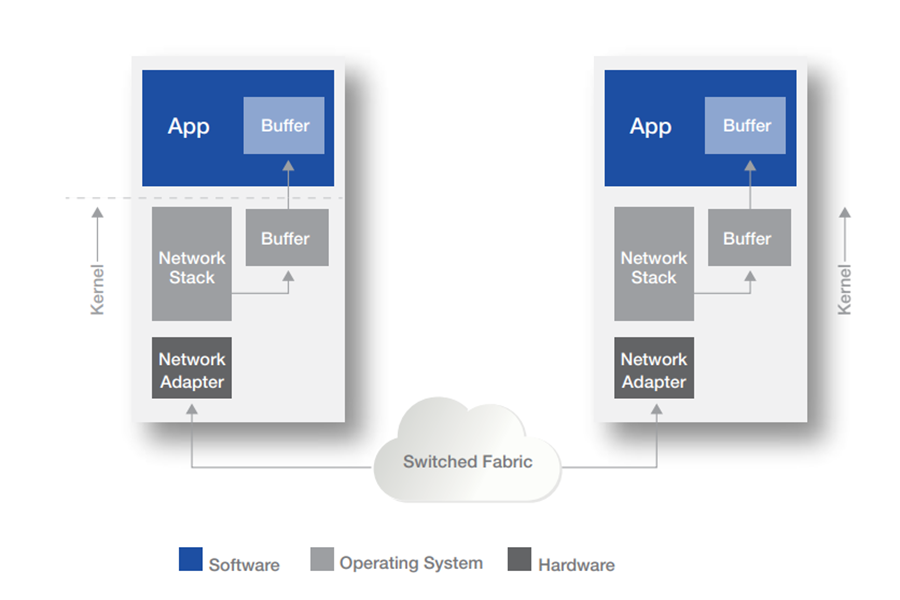 App
Buffer
Buffer
Network
Stack
Kernel
Network
Adapter
App
Buffer
Buffer
Network
Stack
Kernel
Network
Adapter
Switched Fabric
Software
Operating System
Hardware